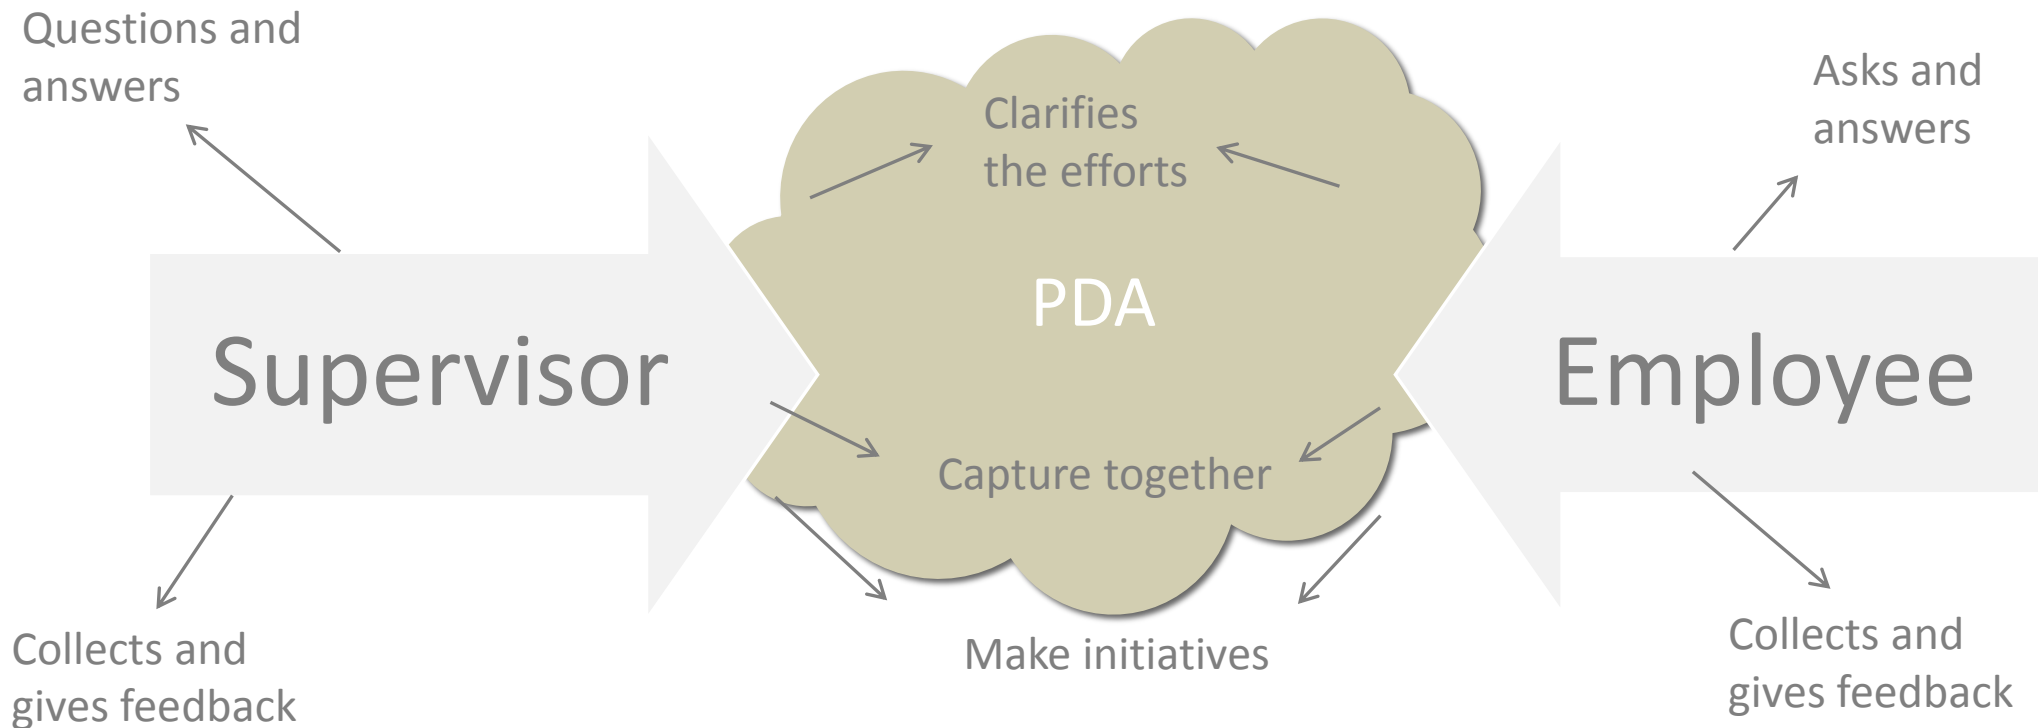 Questions and
answers
Asks and
answers
Clarifies
the efforts
PDA
Supervisor
Employee
Capture together
Make initiatives
Collects and
gives feedback
Collects and
gives feedback